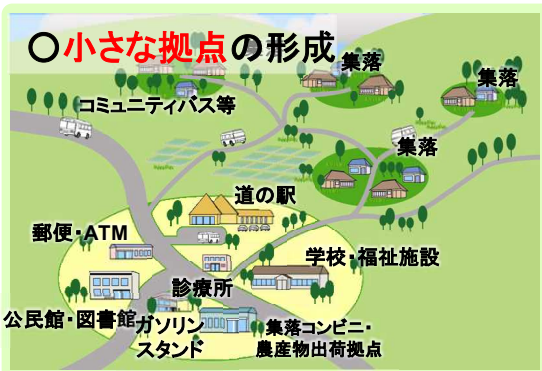 〇小さな拠点の形成
集落
集落
コミュニティバス等
集落
道の駅
郵便・ATM
学校・福祉施設
診療所
公民館・図書館
ガソリン
スタンド
集落コンビニ・
農産物出荷拠点